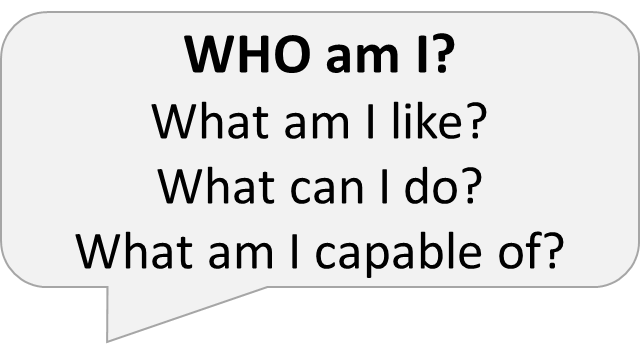 WHO am I?
What am I like?
What can I do?
What am I capable of?